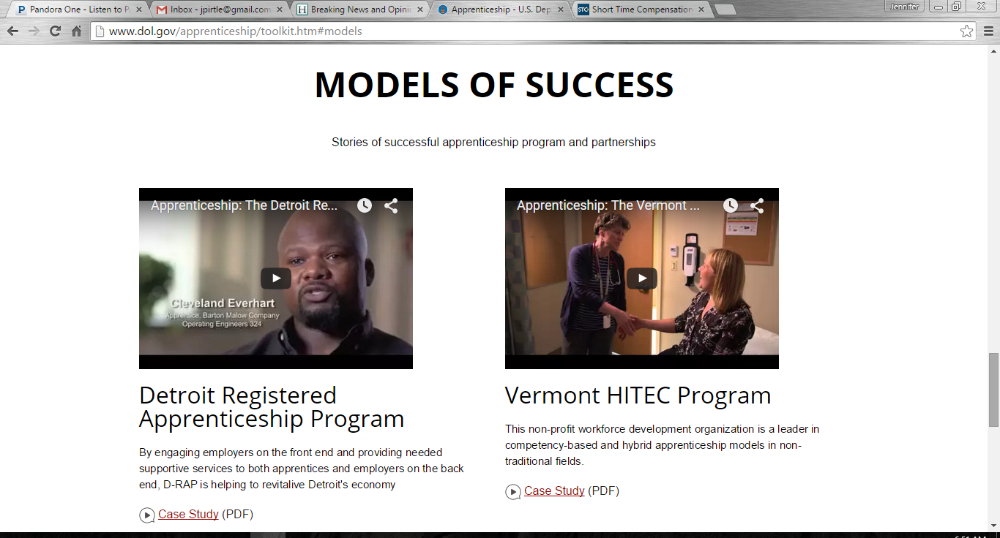 Pandora One - Listen to P
Inbox - jpirtle@gmail.com
Breaking News and Opinic
Apprenticeship - U.S. Dep
Short Time Compensation
Jennifer
www.dol.gov/apprenticeship/toolkit.htm#models
MODELS OF SUCCESS
Stories of successful apprenticeship program and partnerships
Apprenticeship: The Detroit Re...
Cleveland Everhart
Apprentice, Barton Malow Company
Operating Engineers 324
Detroit Registered
Apprenticeship Program
By engaging employers on the front end and providing needed
supportive services to both apprentices and employers on the back
end, D-RAP is helping to revitalive Detroit's economy
Case Study (PDF)
Apprenticeship: The Vermont ...
Vermont HITEC Program
This non-profit workforce development organization is a leader in
competency-based and hybrid apprenticeship models in non-
traditional fields.
Case Study (PDF)